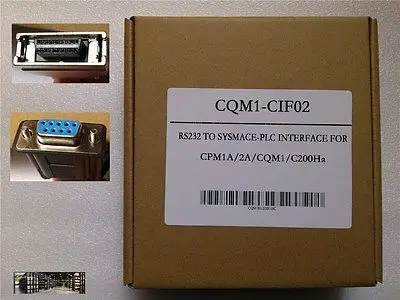 CQM1-CIF02
RS232 TO SYSMACE-PLC INTERFACE FOR
CPM1A/2A/CQM1/C200Ha